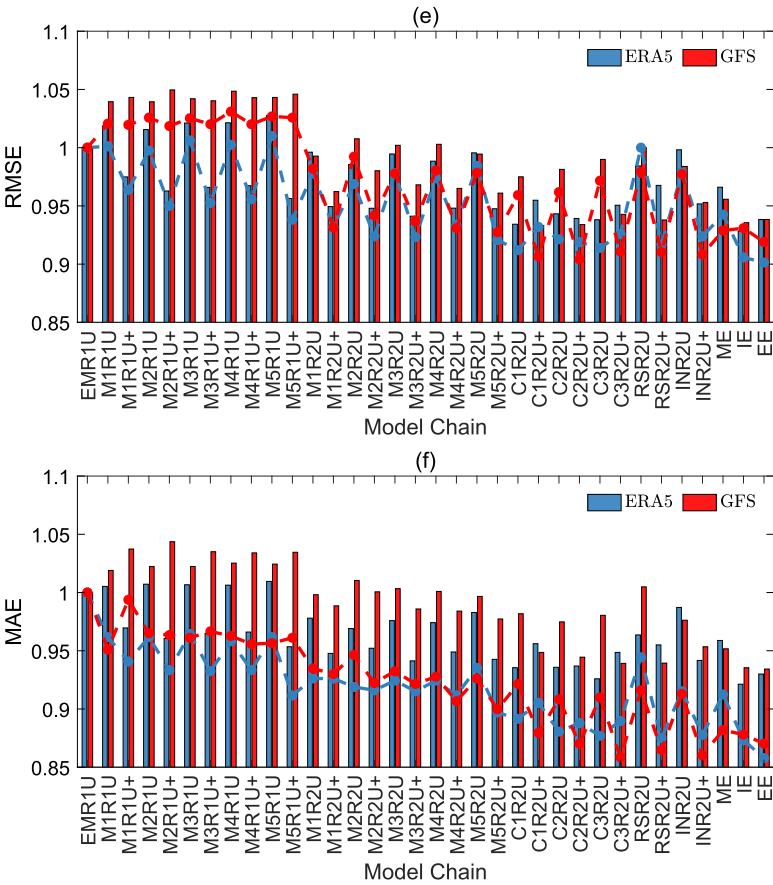 (e)
1.1
1.05
1
0.95
0.9
0.85
RMSE
ERA5 GFS
EMR1U M1R1U M1R1U+ M2R1U M2R1U+ M3R1U M3R1U+ M4R1U M4R1U+ M5R1U M5R1U+ M1R2U M1R2U+ M2R2U M2R2U+ M3R2U M3R2U+ M4R2U M4R2U+ M5R2U M5R2U+ C1R2U C1R2U+ C2R2U C2R2U+ C3R2U C3R2U+ RSR2U RSR2U+ INR2U INR2U+ ME IE EE
Model Chain
(f)
1.1
1.05
1
0.95
0.9
0.85
MAE
ERA5 GFS
EMR1U M1R1U M1R1U+ M2R1U M2R1U+ M3R1U M3R1U+ M4R1U M4R1U+ M5R1U M5R1U+ M1R2U M1R2U+ M2R2U M2R2U+ M3R2U M3R2U+ M4R2U M4R2U+ M5R2U M5R2U+ C1R2U C1R2U+ C2R2U C2R2U+ C3R2U C3R2U+ RSR2U RSR2U+ INR2U INR2U+ ME IE EE
Model Chain